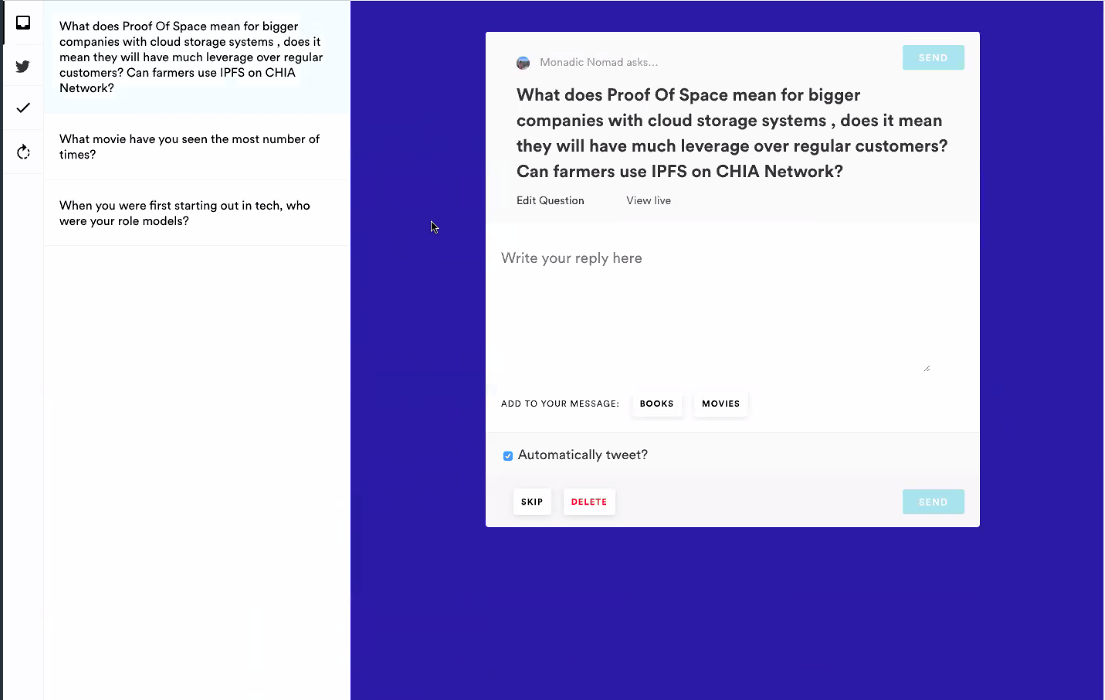 What does Proof Of Space mean for bigger
companies with cloud storage systems , does it
mean they will have much leverage over regular
customers? Can farmers use IPFS on CHIA
Network?
What movie have you seen the most number of
times?
When you were first starting out in tech, who
were your role models?
Monadic Nomad asks...
SEND
What does Proof Of Space mean for bigger
companies with cloud storage systems , does it mean
they will have much leverage over regular customers?
Can farmers use IPFS on CHIA Network?
Edit Question
View live
Write your reply here
ADD TO YOUR MESSAGE:
BOOKS
MOVIES
Automatically tweet?
SKIP
DELETE
SEND